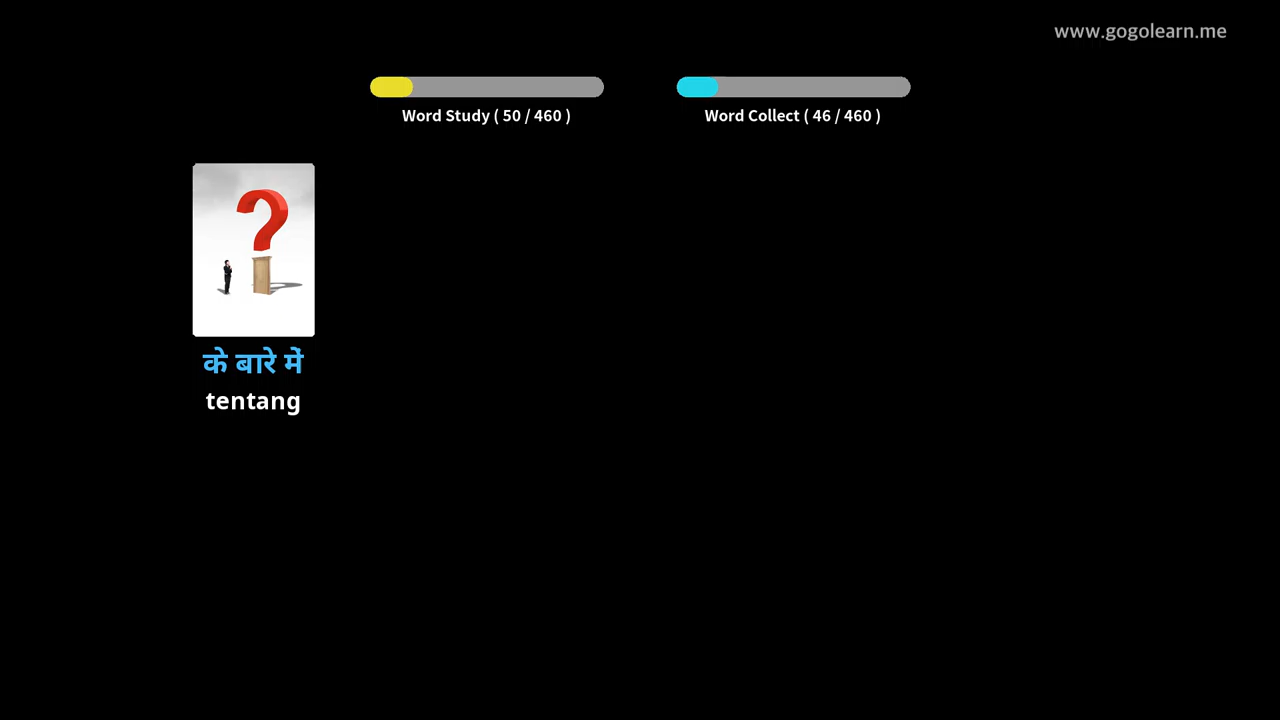 www.gogolearn.me
Word Study ( 50 / 460 )
Word Collect ( 46 / 460 )
के बारे में
tentang